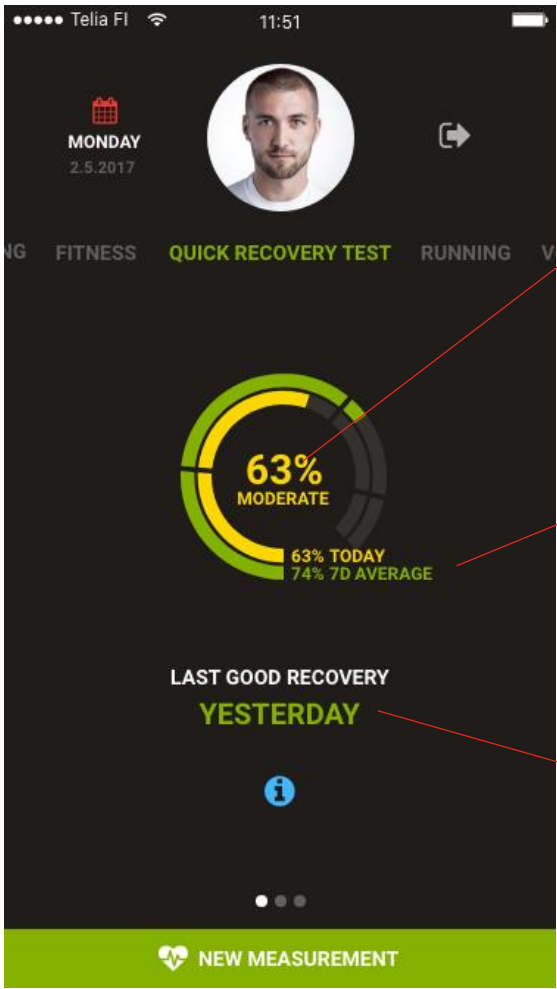 Telia FI 11:51
MONDAY
2.5.2017
NG FITNESS QUICK RECOVERY TEST RUNNING V
63%
MODERATE
63% TODAY
74% 7D AVERAGE
LAST GOOD RECOVERY
YESTERDAY
NEW MEASUREMENT